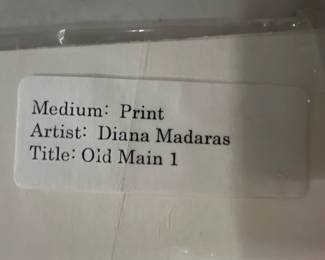 Medium: Print
Artist: Diana Madaras
Title: Old Main 1